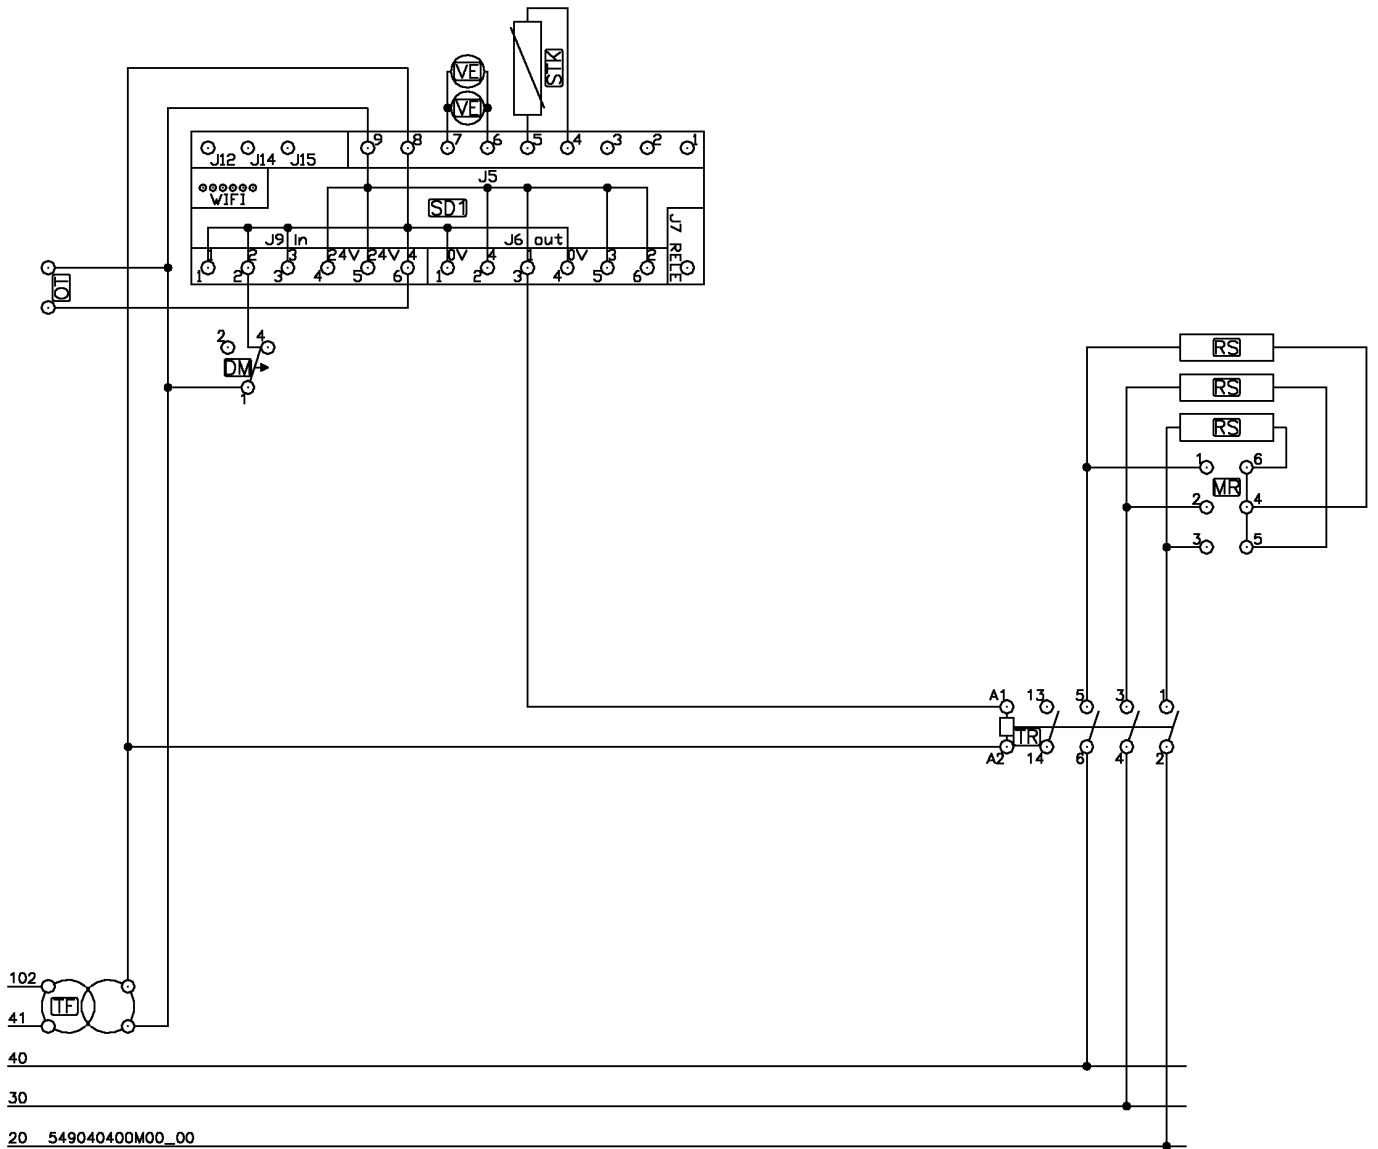 VE
STK
VE
9 8 7 6 5 4 3 2 1
J12 J14 J15
J5
WIFI
SD1
J7 RELE
J9 in J6 out
1 2 3 24V 24V 4 0V 4 1 0V 3 2
1 2 3 4 5 6 1 2 3 4 5 6
OT
2 4
DM
1
RS
RS
RS
1 6
MR
2 4
3 5
A1 13 5 3 1
TR
A2 14 6 4 2
102
TF
41
40
30
20 549040400M00_00